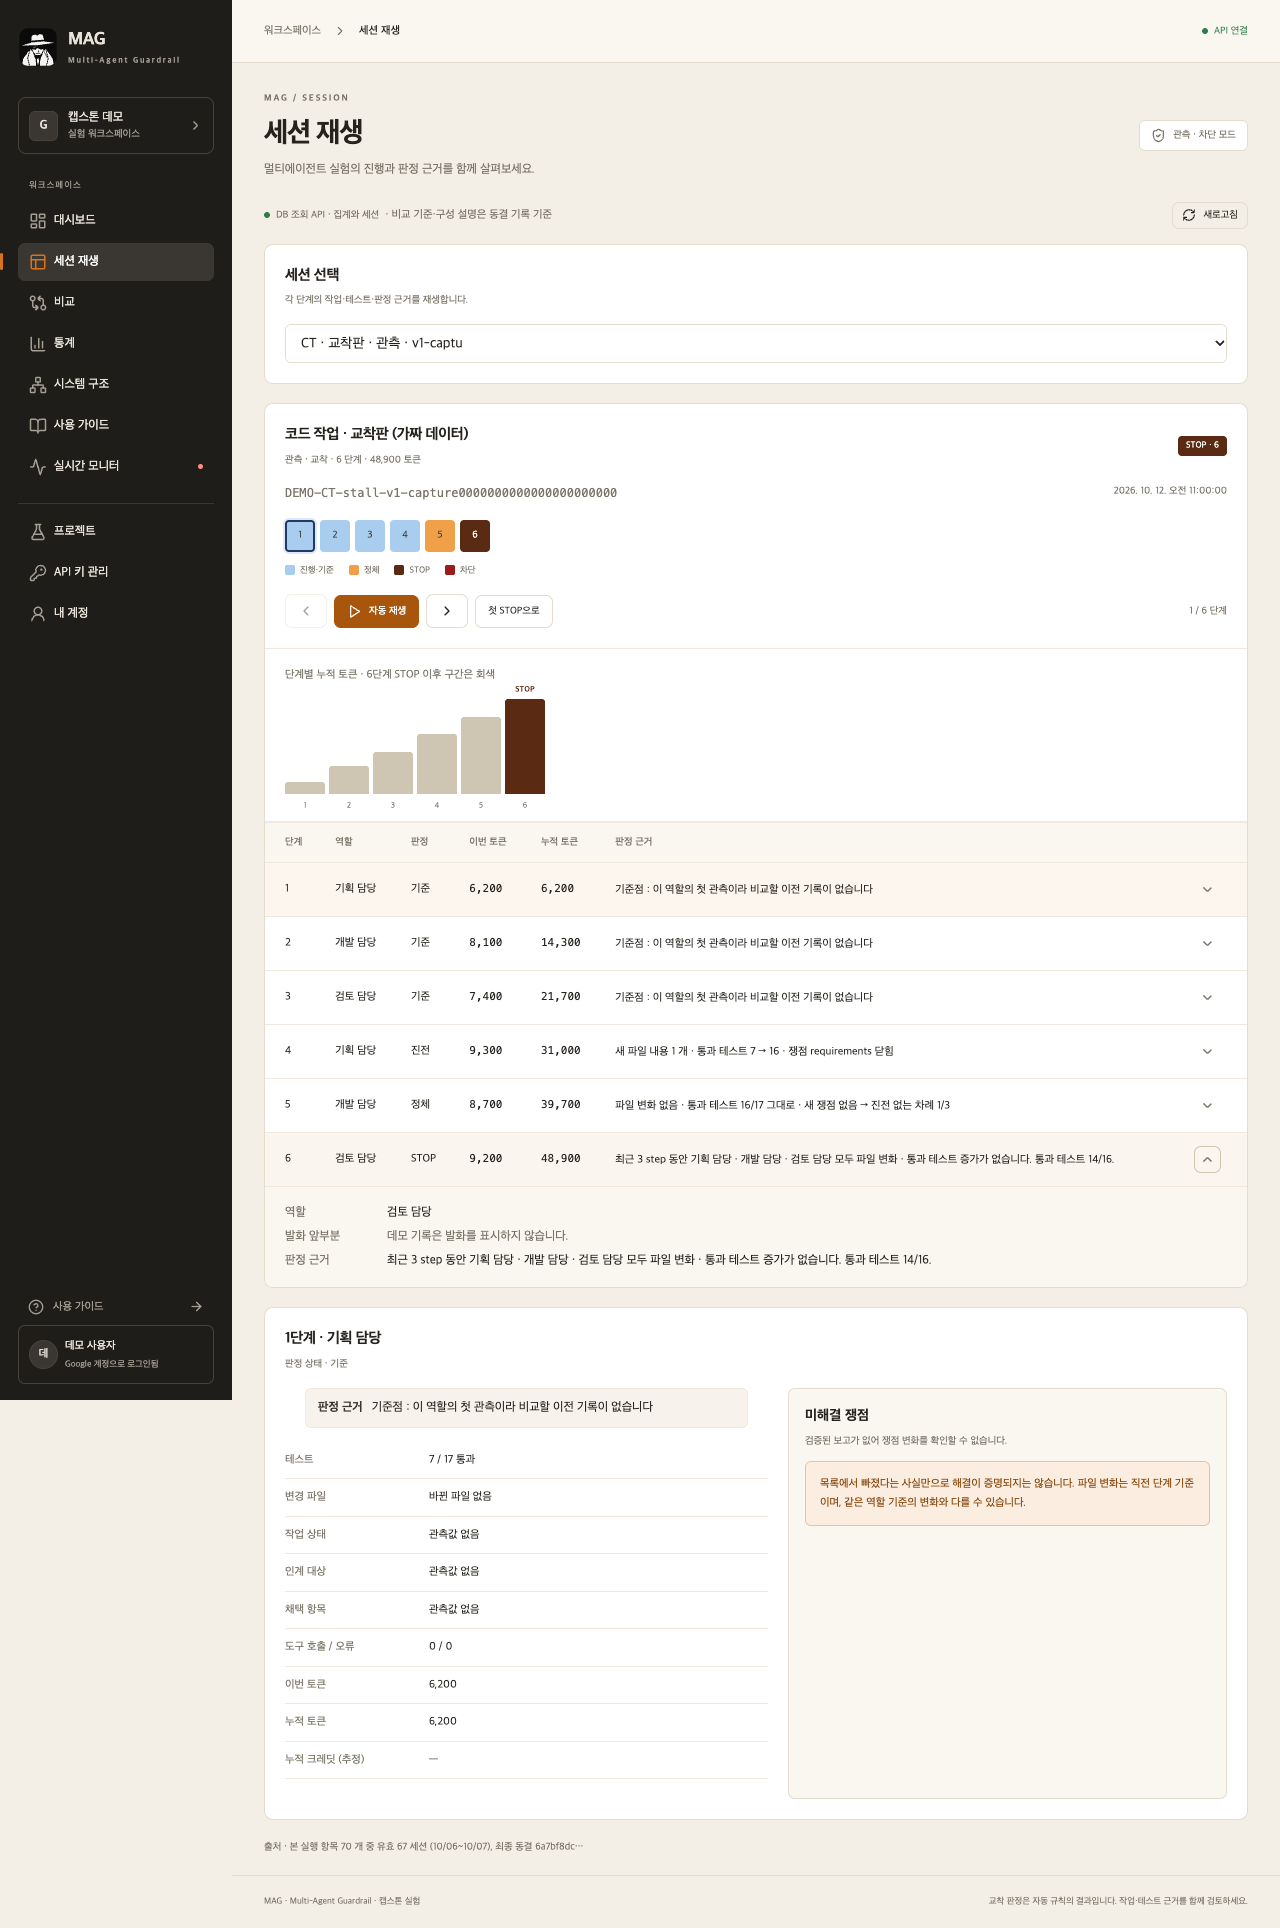 MAG
Multi-Agent Guardrail
G
캡스톤 데모
실험 워크스페이스
워크스페이스
대시보드
세션 재생
비교
통계
시스템 구조
사용 가이드
실시간 모니터
프로젝트
API 키 관리
내 계정
사용 가이드
데
데모 사용자
Google 계정으로 로그인됨
워크스페이스 세션 재생
API 연결
MAG / SESSION
세션 재생
관측 · 차단 모드
멀티에이전트 실험의 진행과 판정 근거를 함께 살펴보세요.
DB 조회 API · 집계와 세션 · 비교 기준·구성 설명은 동결 기록 기준
새로고침
세션 선택
각 단계의 작업·테스트·판정 근거를 재생합니다.
CT · 교착판 · 관측 · v1-captu
코드 작업 · 교착판 (가짜 데이터)
STOP · 6
관측 · 교착 · 6 단계 · 48,900 토큰
DEMO-CT-stall-v1-capture0000000000000000000000
2026. 10. 12. 오전 11:00:00
1 2 3 4 5 6
진행·기준 정체 STOP 차단
자동 재생
첫 STOP으로
1 / 6 단계
단계별 누적 토큰 · 6단계 STOP 이후 구간은 회색
STOP
1 2 3 4 5 6
단계 역할 판정 이번 토큰 누적 토큰 판정 근거
1 기획 담당 기준 6,200 6,200 기준점 : 이 역할의 첫 관측이라 비교할 이전 기록이 없습니다
2 개발 담당 기준 8,100 14,300 기준점 : 이 역할의 첫 관측이라 비교할 이전 기록이 없습니다
3 검토 담당 기준 7,400 21,700 기준점 : 이 역할의 첫 관측이라 비교할 이전 기록이 없습니다
4 기획 담당 진전 9,300 31,000 새 파일 내용 1 개 · 통과 테스트 7 → 16 · 쟁점 requirements 닫힘
5 개발 담당 정체 8,700 39,700 파일 변화 없음 · 통과 테스트 16/17 그대로 · 새 쟁점 없음 → 진전 없는 차례 1/3
6 검토 담당 STOP 9,200 48,900 최근 3 step 동안 기획 담당 · 개발 담당 · 검토 담당 모두 파일 변화 · 통과 테스트 증가가 없습니다. 통과 테스트 14/16.
역할 검토 담당
발화 앞부분 데모 기록은 발화를 표시하지 않습니다.
판정 근거 최근 3 step 동안 기획 담당 · 개발 담당 · 검토 담당 모두 파일 변화 · 통과 테스트 증가가 없습니다. 통과 테스트 14/16.
1단계 · 기획 담당
판정 상태 · 기준
판정 근거 기준점 : 이 역할의 첫 관측이라 비교할 이전 기록이 없습니다
테스트 7 / 17 통과
변경 파일 바뀐 파일 없음
작업 상태 관측값 없음
인계 대상 관측값 없음
채택 항목 관측값 없음
도구 호출 / 오류 0 / 0
이번 토큰 6,200
누적 토큰 6,200
누적 크레딧 (추정) —
미해결 쟁점
검증된 보고가 없어 쟁점 변화를 확인할 수 없습니다.
목록에서 빠졌다는 사실만으로 해결이 증명되지는 않습니다. 파일 변화는 직전 단계 기준
이며, 같은 역할 기준의 변화와 다를 수 있습니다.
출처 · 본 실행 항목 70 개 중 유효 67 세션 (10/06~10/07), 최종 동결 6a7bf8dc…
MAG · Multi-Agent Guardrail · 캡스톤 실험
교착 판정은 자동 규칙의 결과입니다. 작업·테스트 근거를 함께 검토하세요.